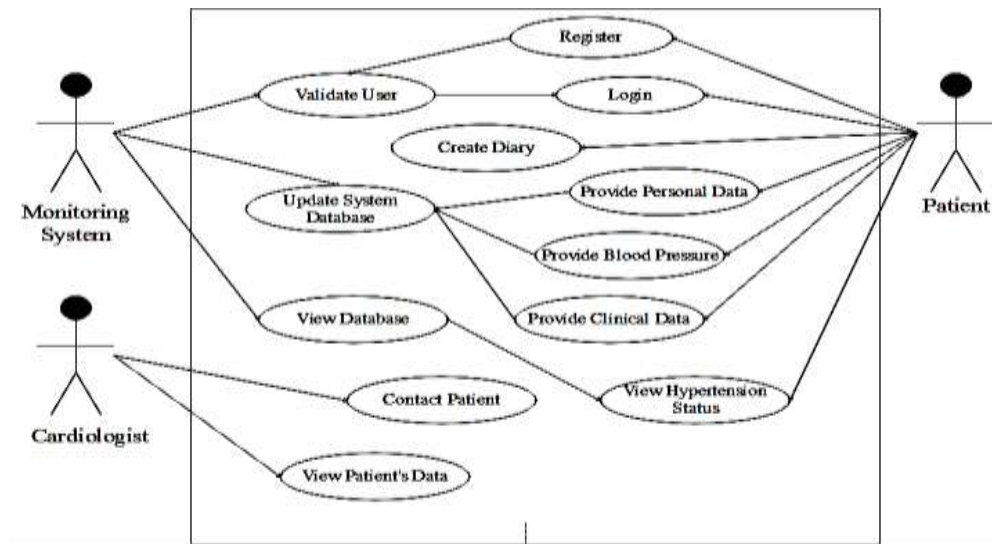 Register
Validate User
Login
Create Diary
Monitoring
System
Update System
Database
Provide Personal Data
Patient
Provide Blood Pressure
View Database
Provide Clinical Data
Contact Patient
View Hypertension
Status
Cardiologist
View Patient's Data